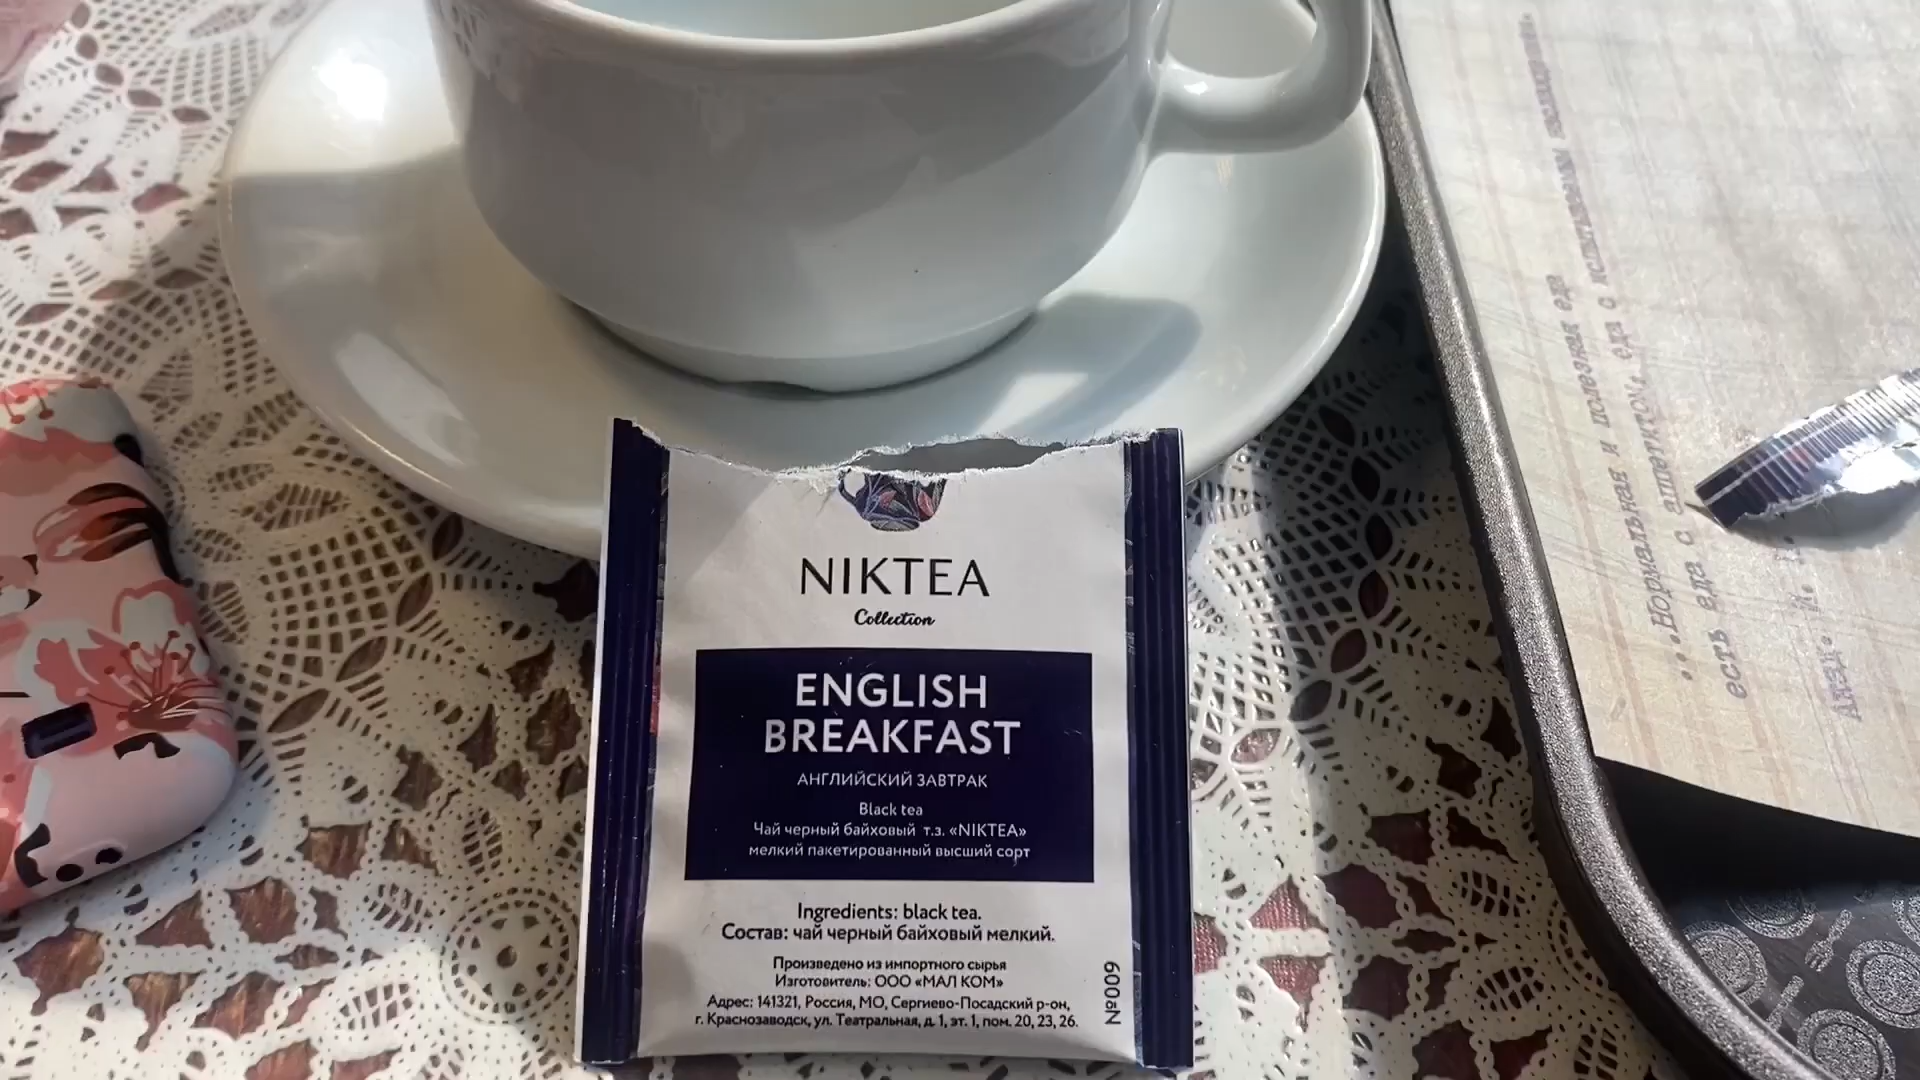 NIKTEA
Collection
ENGLISH
BREAKFAST
АНГЛИЙСКИЙ ЗАВТРАК
Black tea
Чай черный байховый т.з. «NIKTEA»
мелкий пакетированный высший сорт
Ingredients: black tea.
Состав: чай черный байховый мелкий.
Произведено из импортного сырья
Изготовитель: ООО «МАЛ КОМ»
Адрес: 141321, Россия, МО, Сергиево-Посадский р-он,
г. Краснозаводск, ул. Театральная, д. 1, эт. 1, пом. 20, 23, 26.
№009
...Нормальная и полезная еда
есть еда с аппетитом, еда с